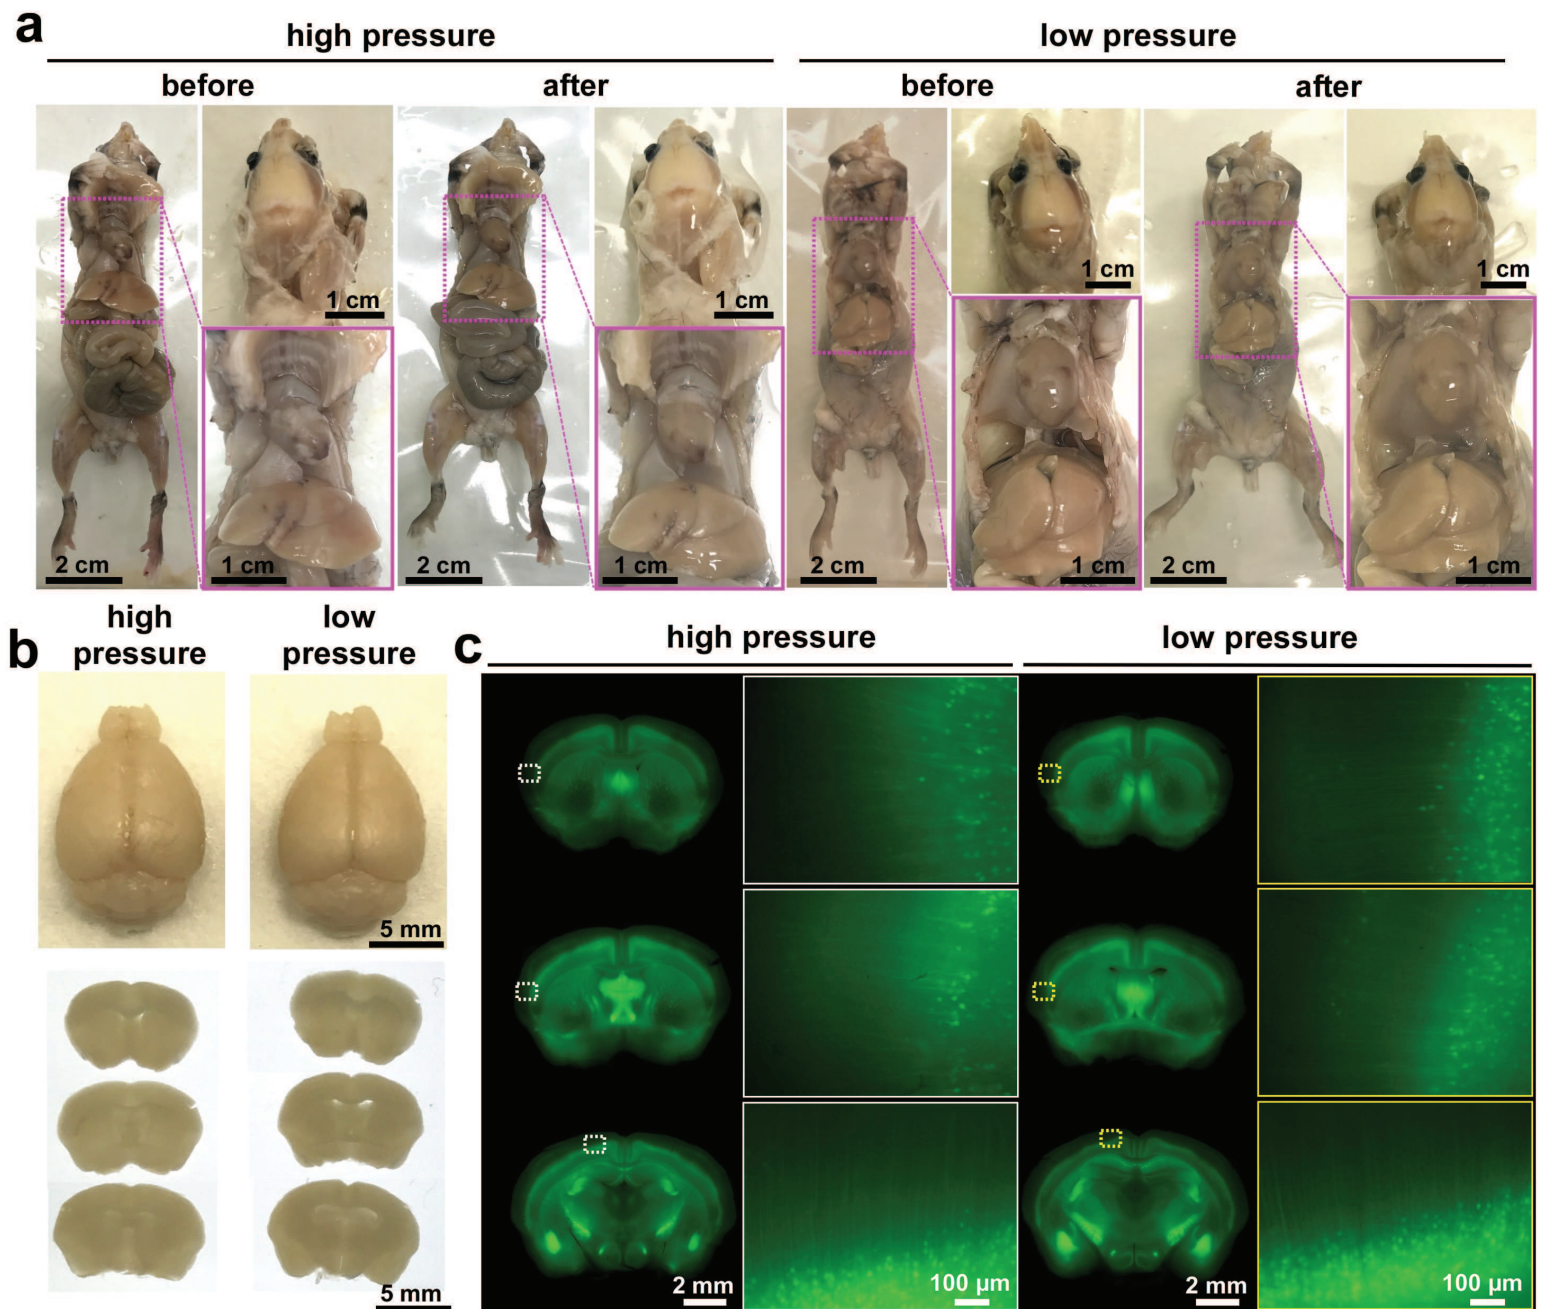 a
high pressure
low pressure
before
after
before
after
1 cm
1 cm
1 cm
1 cm
2 cm
1 cm
2 cm
1 cm
2 cm
1 cm
2 cm
1 cm
b
high
pressure
low
pressure
5 mm
5 mm
c
high pressure
low pressure
2 mm
100 µm
2 mm
100 µm